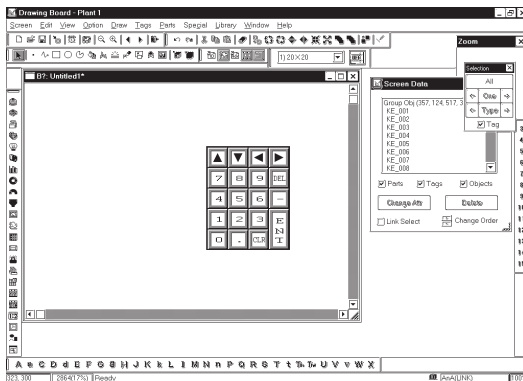 Drawing Board - Plant 1
Screen Edit View Option Draw Tags Parts Special Library Window Help
1) 20×20
Zoom
B?: Untitled1*
Selection
All
One
Type
Tag
Screen Data
Group Obj (357, 124, 517, 3
KE_001
KE_002
KE_003
KE_004
KE_005
KE_006
KE_007
KE_008
Parts Tags Objects
Change Attr Delete
Link Select Change Order
7 8 9 DEL
4 5 6 -
1 2 3 ENT
0 . CLR
323, 300 2864(17%) Ready [AnA(LINK)